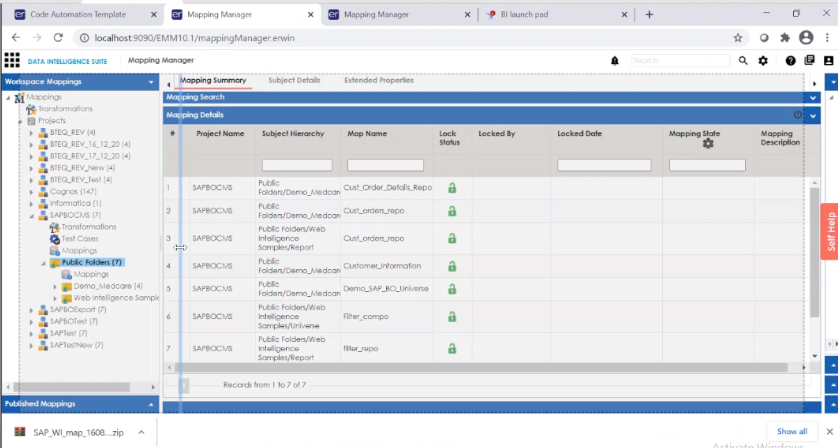 Code Automation Template
Mapping Manager
Mapping Manager
BI launch pad
localhost:9090/EMM10.1/mappingManager.erwin
DATA INTELLIGENCE SUITE
Mapping Manager
Search
Workspace Mappings
Mappings
Transformations
Projects
BTEQ_REV (4)
BTEQ_REV_16_12_20 (4)
BTEQ_REV_17_12_20 (4)
BTEQ_REV_New (4)
BTEQ_REV_Test (4)
Cognos (147)
Informatica (1)
SAPBOCMS (7)
Transformations
Test Cases
Mappings
Public Folders (7)
Mappings
Demo_Medcare (4)
Web Intelligence Sample
SAPBOExport (7)
SAPBOTest (7)
SAPTest (7)
SAPTestNew (7)
Published Mappings
Mapping Summary
Subject Details
Extended Properties
Mapping Search
Mapping Details
# Project Name Subject Hierarchy Map Name Lock Status Locked By Locked Date Mapping State Mapping Description
1 SAPBOCMS Public Folders/Demo_Medcare Cust_Order_Details_Repo
2 SAPBOCMS Public Folders/Demo_Medcare Cust_orders_repo
3 SAPBOCMS Public Folders/Web Intelligence Samples/Report Cust_orders_repo
4 SAPBOCMS Public Folders/Demo_Medcare Customer_Information
5 SAPBOCMS Public Folders/Demo_Medcare Demo_SAP_BO_Universe
6 SAPBOCMS Public Folders/Web Intelligence Samples/Universe Filter_compo
7 SAPBOCMS Public Folders/Web Intelligence Samples/Report filter_repo
Records from 1 to 7 of 7
Self Help
SAP_WI_map_1608....zip
Show all
Activate Windows